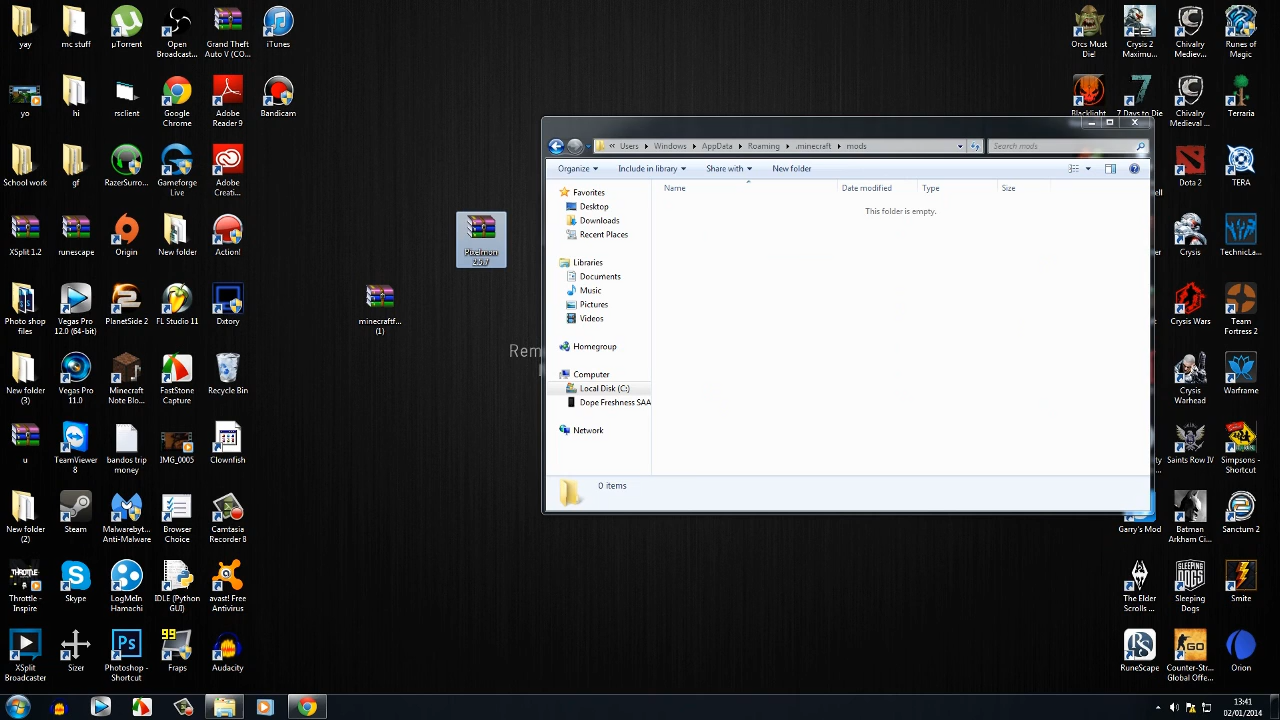 yay
mc stuff
µTorrent
Open
Broadcast...
Grand Theft
Auto V (CO...
iTunes
yo
hi
rsclient
Google
Chrome
Adobe
Reader 9
Bandicam
School work
gf
RazerSurro...
Gameforge
Live
Adobe
Creati...
XSplit 1.2
runescape
Origin
New folder
Action!
Photo shop
files
Vegas Pro
12.0 (64-bit)
PlanetSide 2
FL Studio 11
Dxtory
New folder
(3)
Vegas Pro
11.0
Minecraft
Note Bloc...
FastStone
Capture
Recycle Bin
u
TeamViewer
8
bandos trip
money
IMG_0005
Clownfish
New folder
(2)
Steam
Malwarebyt...
Anti-Malware
Browser
Choice
Camtasia
Recorder 8
THROTTLE
Throttle -
Inspire
Skype
LogMeIn
Hamachi
IDLE (Python
GUI)
avast! Free
Antivirus
XSplit
Broadcaster
Sizer
Photoshop -
Shortcut
99
Fraps
Audacity
Pixelmon
2.5.7
minecraftf...
(1)
Rem
Users
Windows
AppData
Roaming
.minecraft
mods
Search mods
Organize
Include in library
Share with
New folder
Name
Date modified
Type
Size
This folder is empty.
Favorites
Desktop
Downloads
Recent Places
Libraries
Documents
Music
Pictures
Videos
Homegroup
Computer
Local Disk (C:)
Dope Freshness SAA
Network
0 items
Orcs Must
Die!
Crysis 2
Maximu...
Chivalry
Mediev...
Runes of
Magic
Blacklight
7 Days to Die
Chivalry
Medieval ...
Terraria
Dota 2
TERA
Crysis
TechnicLa...
Crysis Wars
Team
Fortress 2
Crysis
Warhead
Warframe
Saints Row IV
Simpsons -
Shortcut
Garry's Mod
Batman
Arkham Ci...
Sanctum 2
The Elder
Scrolls ...
Sleeping
Dogs
Smite
RuneScape
Counter-Str...
Global Offe...
Orion
13:41
02/01/2014